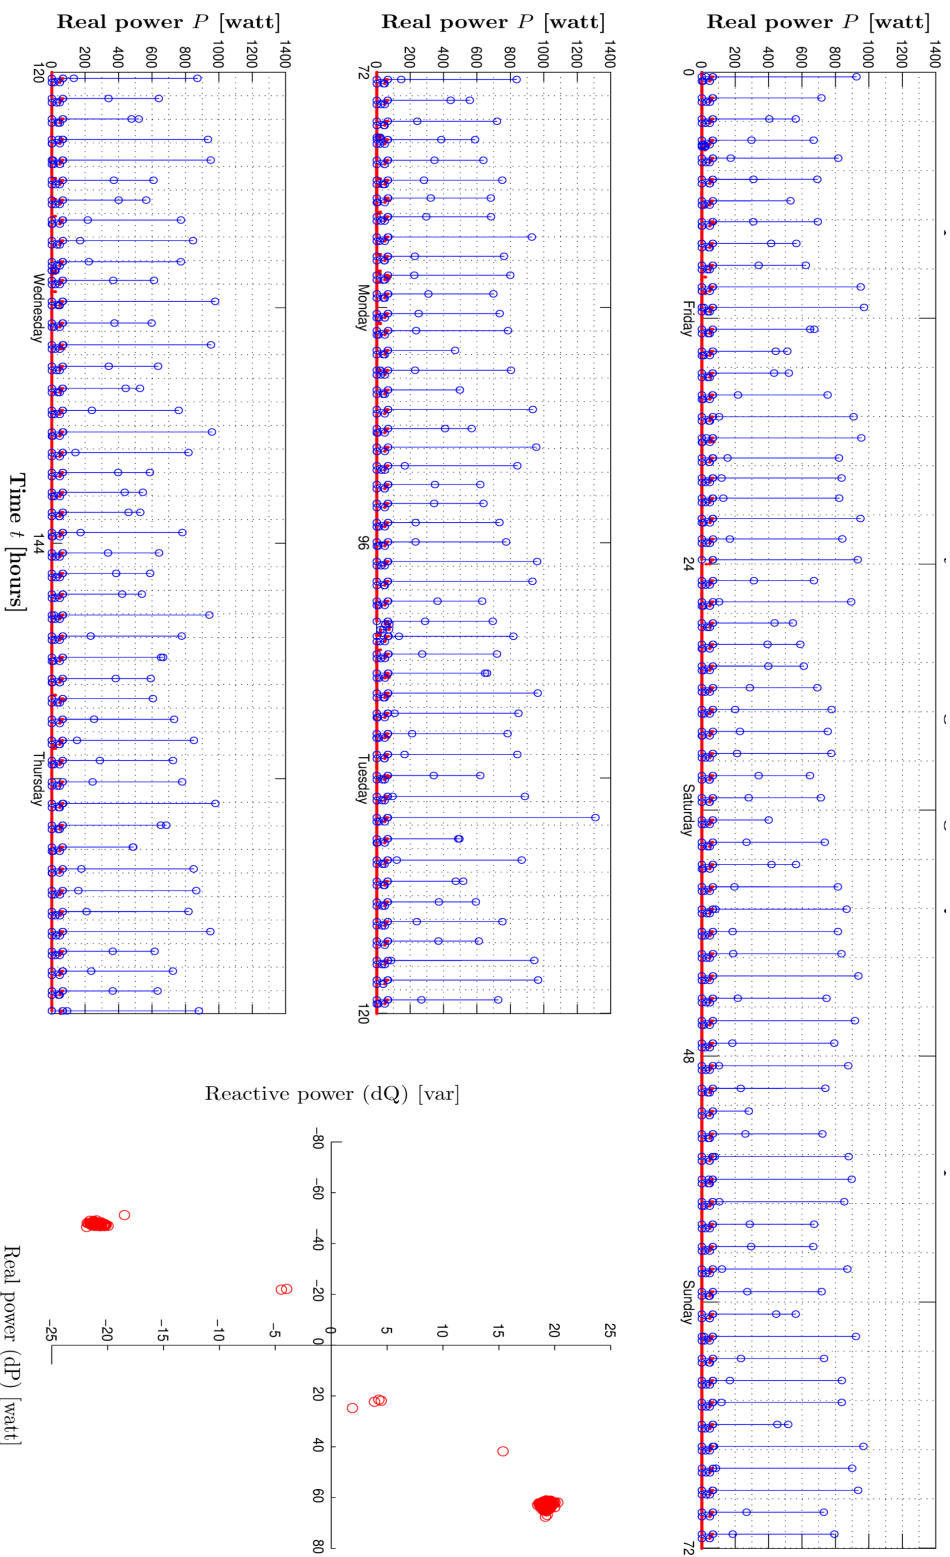 Real power P [watt]
0 200 400 600 800 1000 1200 1400
0 Friday 24 Saturday 48 Sunday 72
Real power P [watt]
0 200 400 600 800 1000 1200 1400
72 Monday 96 Tuesday 120
Real power P [watt]
0 200 400 600 800 1000 1200 1400
120 Wednesday 144 Thursday
Time t [hours]
Reactive power (dQ) [var]
−25 −20 −15 −10 −5 0 5 10 15 20 25
−80 −60 −40 −20 0 20 40 60 80
Real power (dP) [watt]